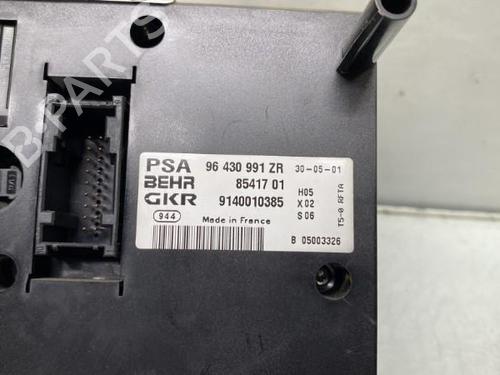 B-PARTS
PSA 96 430 991 ZR 30-05-01
BEHR 85417 01 H05
GKR 9140010385 X02
944 Made in France S06
T5-0 RFTA
B 05003326